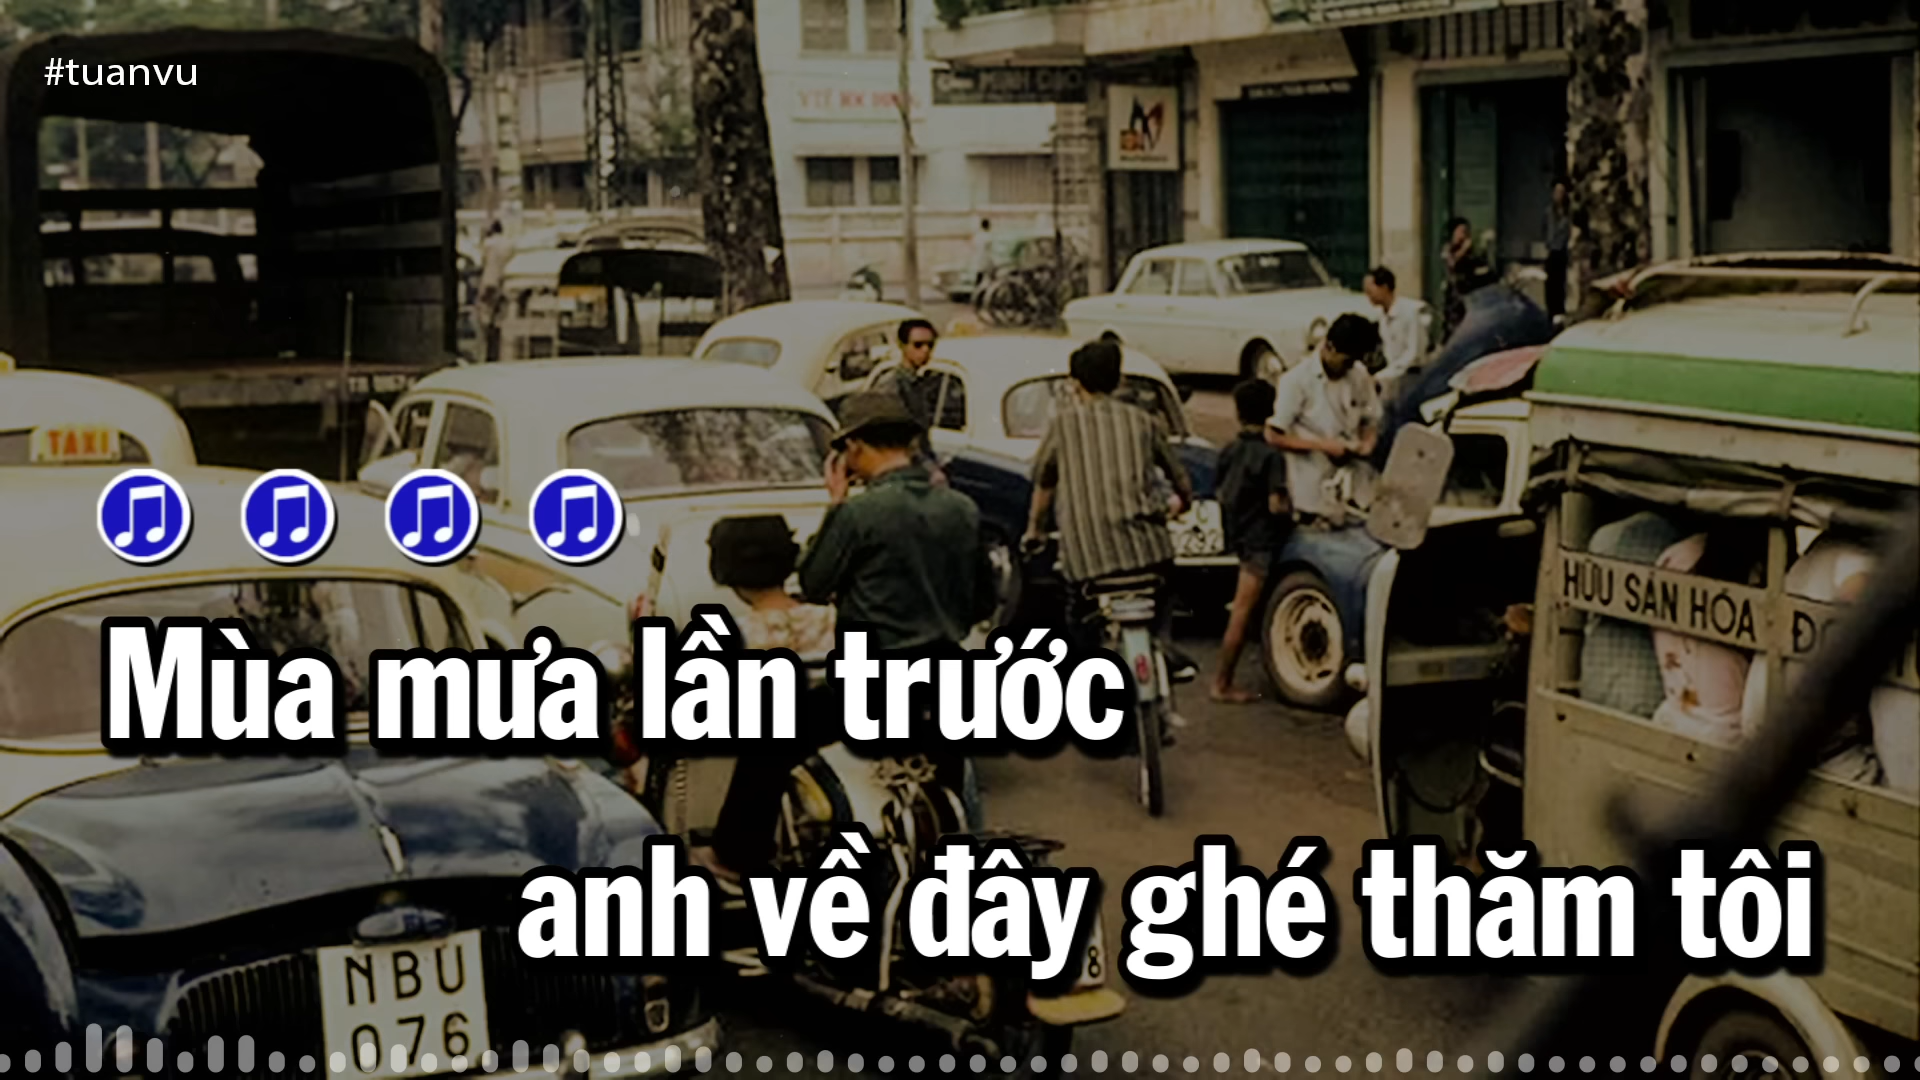 #tuanvu
TAXI
Mùa mưa lần trước
HỮU SẢN HÓA
anh về đây ghé thăm tôi
NBU
076